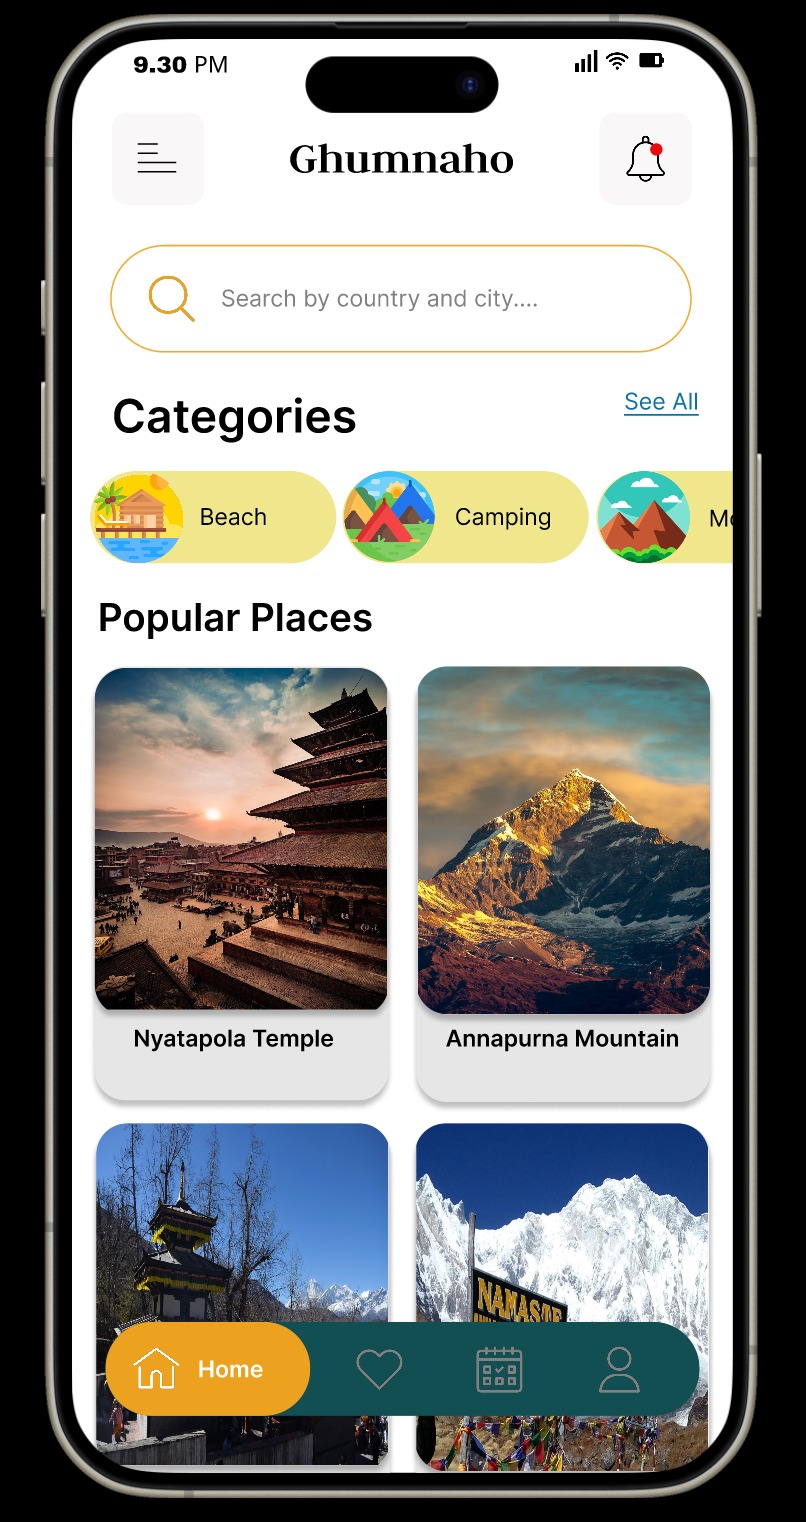 9.30 PM
Ghumnaho
Search by country and city....
Categories
See All
Beach
Camping
Popular Places
Nyatapola Temple
Annapurna Mountain
NAMASTE
Home